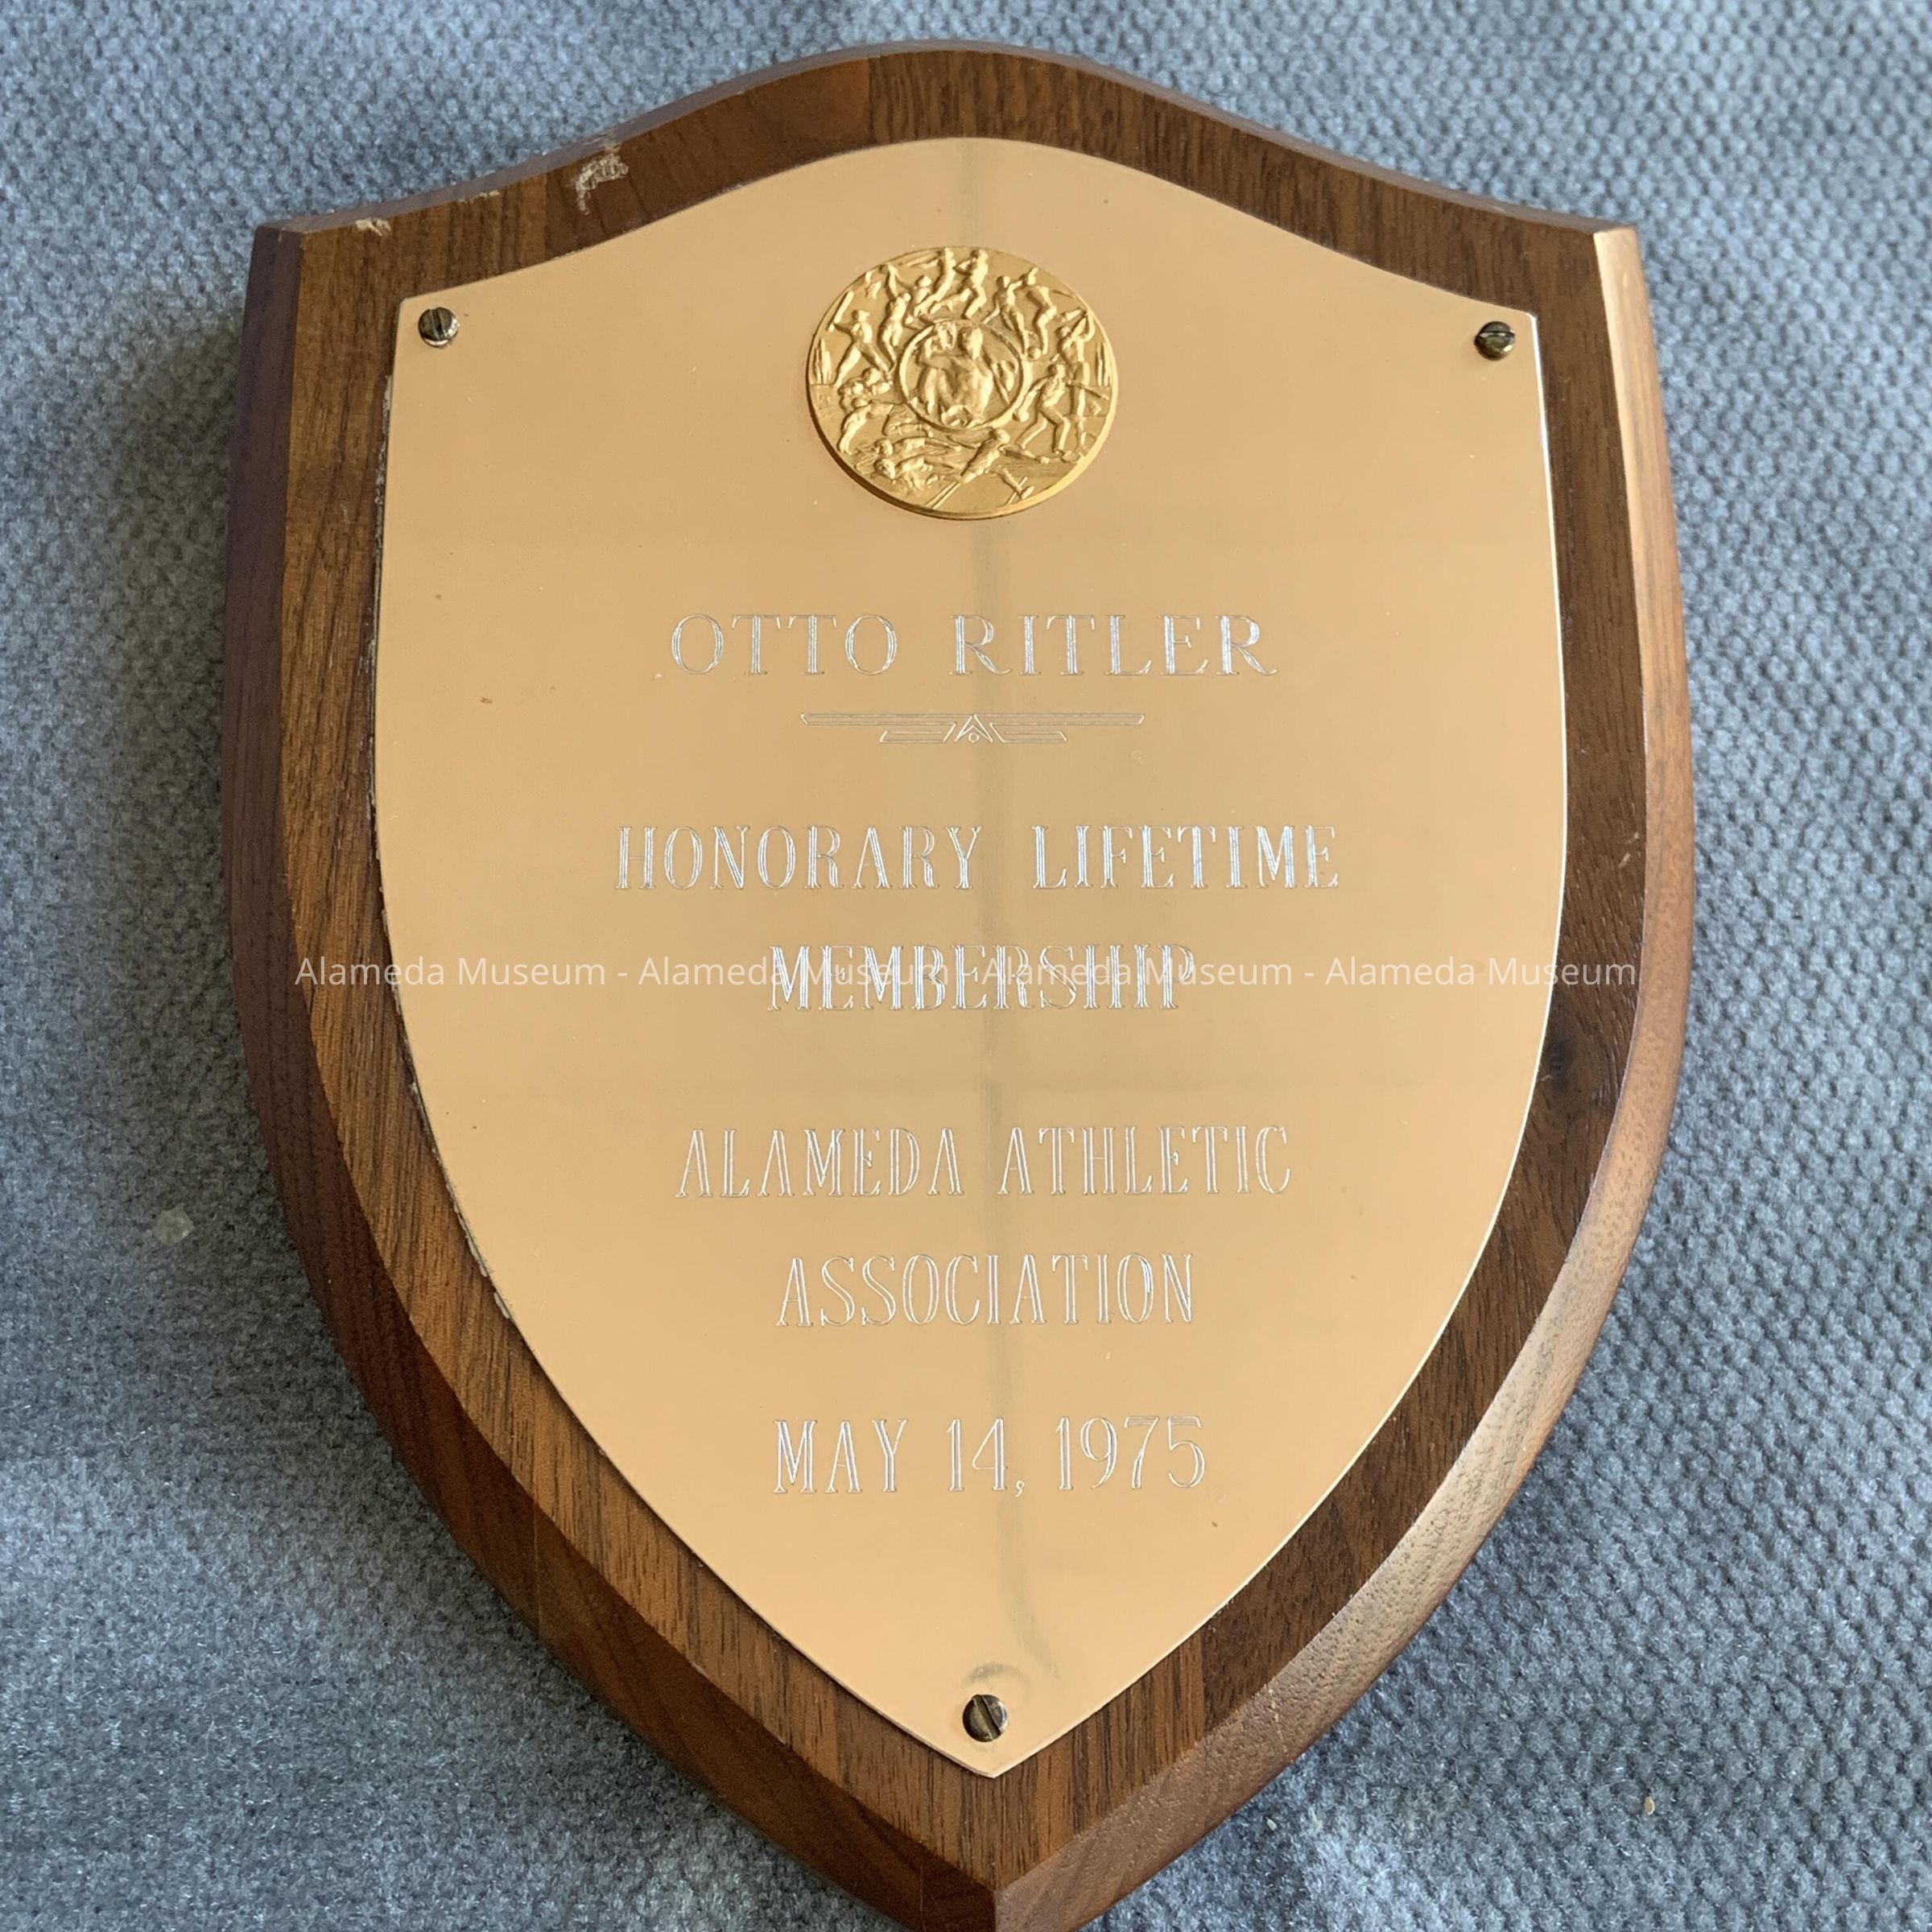 OTTO RITLER
HONORARY LIFETIME
MEMBERSHIP
Alameda Museum - Alameda Museum - Alameda Museum - Alameda Museum
ALAMEDA ATHLETIC
ASSOCIATION
MAY 14, 1975